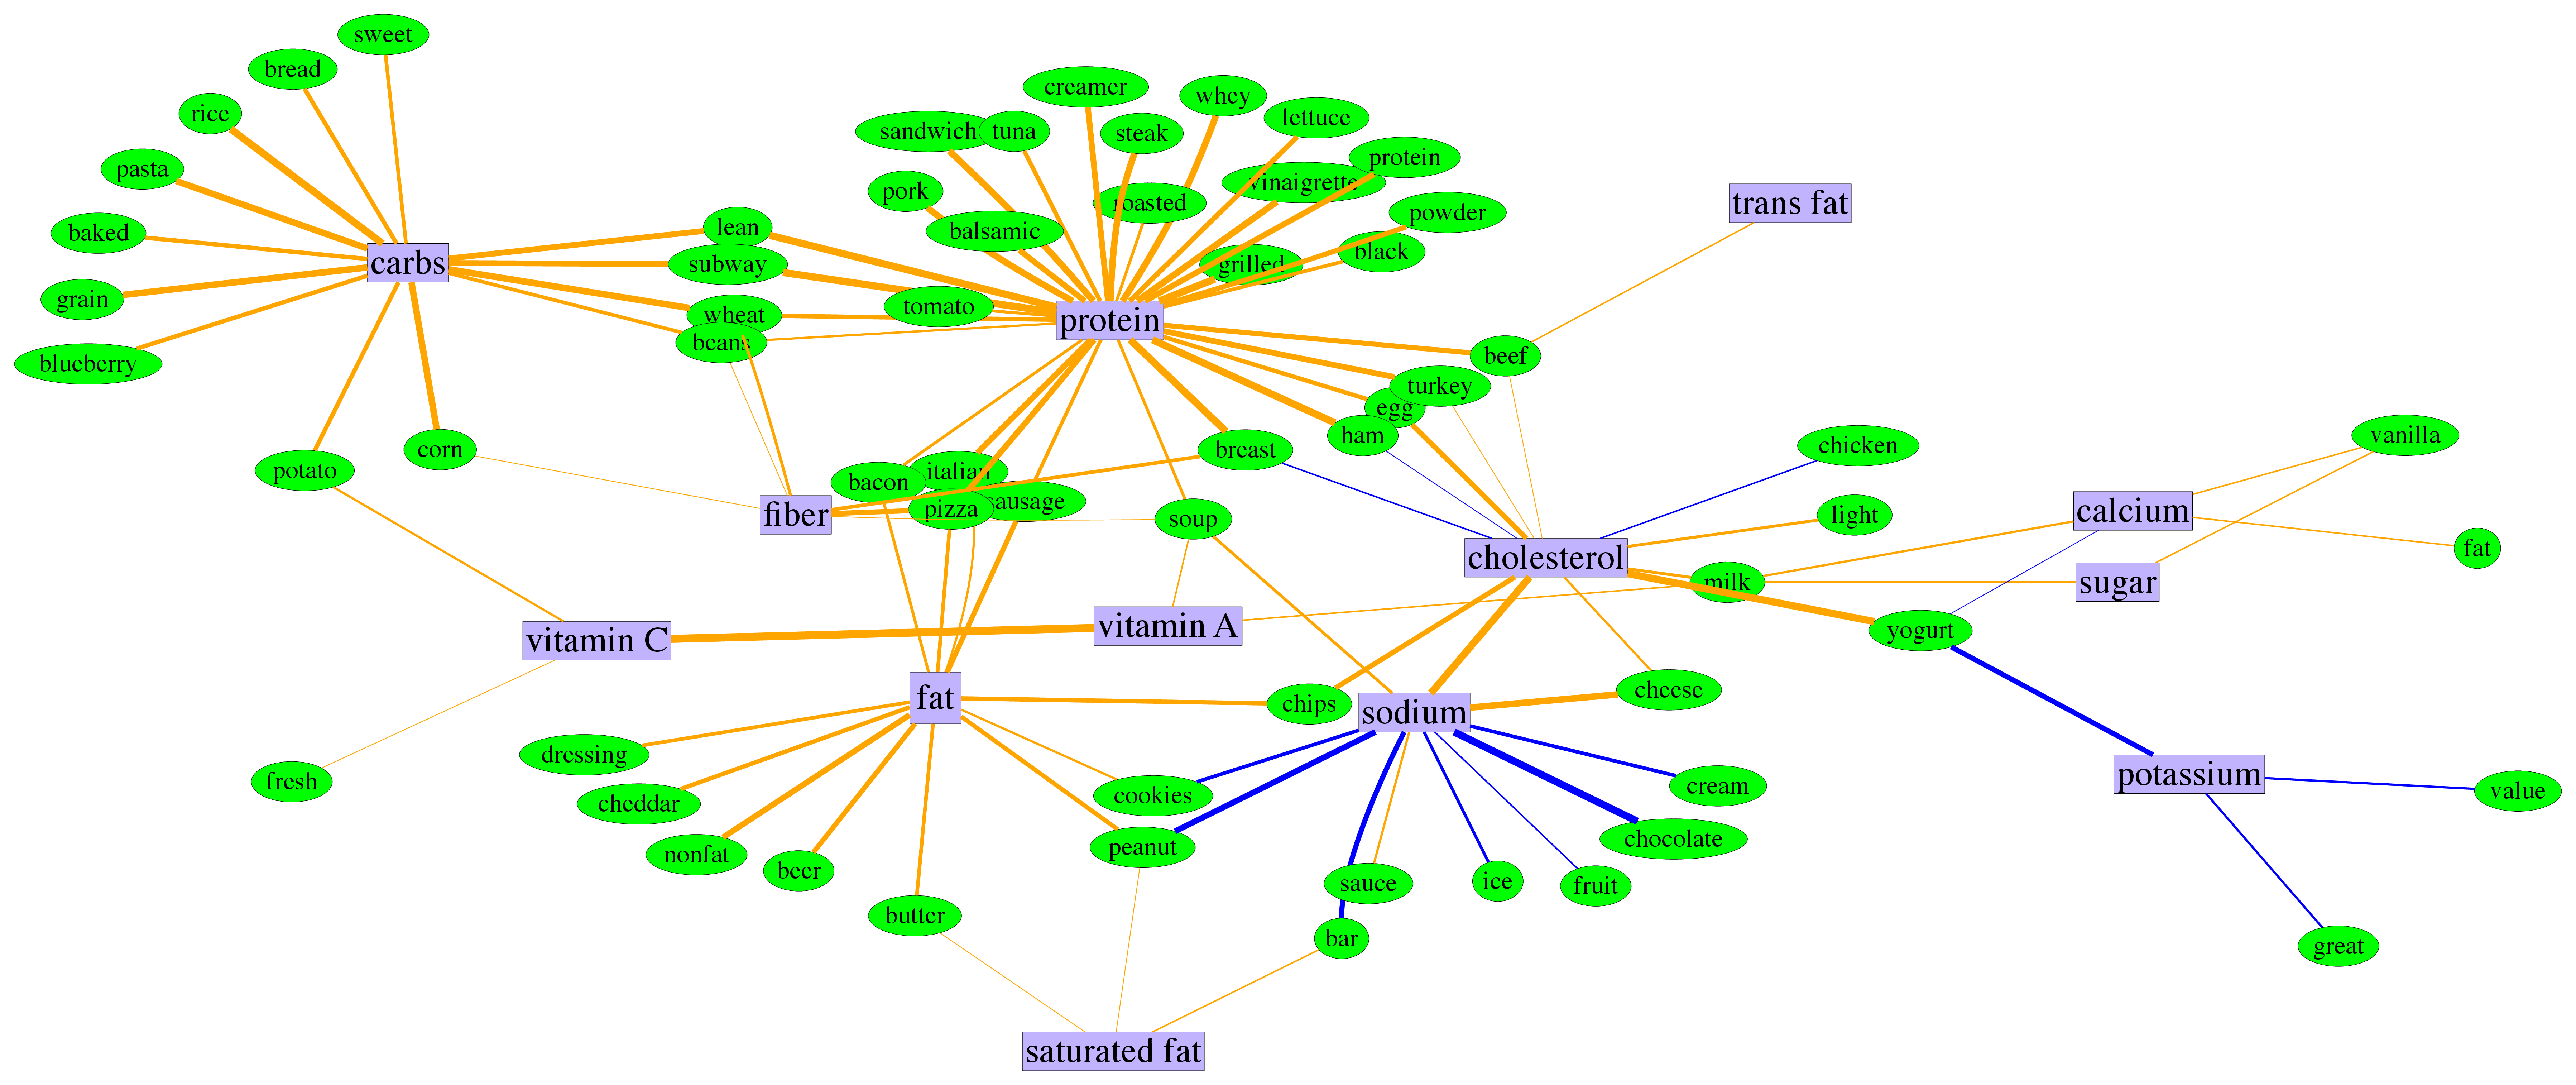 sweet
bread
rice
pasta
baked
grain
blueberry
carbs
potato
corn
lean
subway
wheat
beans
creamer
whey
sandwich
tuna
steak
lettuce
protein
pork
roasted
vinaigrette
balsamic
powder
grilled
black
tomato
protein
trans fat
beef
turkey
egg
ham
breast
italian
bacon
sausage
pizza
fiber
soup
chicken
light
cholesterol
vanilla
calcium
fat
milk
sugar
yogurt
vitamin C
vitamin A
fat
chips
sodium
cheese
dressing
cheddar
nonfat
beer
butter
cookies
peanut
fresh
cream
chocolate
sauce
ice
fruit
bar
potassium
value
great
saturated fat